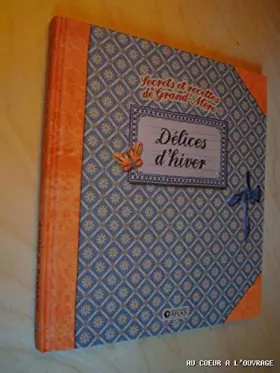 Secrets et recettes
de Grand-Mère
Délices
d'hiver
ATLAS
AU COEUR A L'OUVRAGE